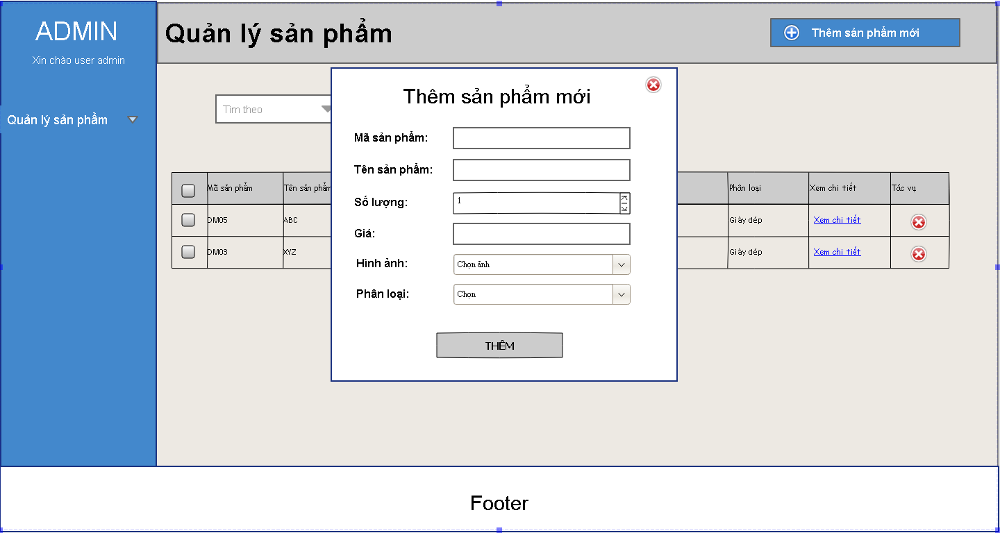 ADMIN
Xin chào user admin
Quản lý sản phẩm
Quản lý sản phẩm
Thêm sản phẩm mới
Tìm theo
Thêm sản phẩm mới
Mã sản phẩm:
Tên sản phẩm:
Số lượng:
1
Giá:
Hình ảnh:
Chọn ảnh
Phân loại:
Chọn
THÊM
Mã sản phẩm Tên sản phẩm Phân loại Xem chi tiết Tác vụ
DM05 ABC Giày dép Xem chi tiết
DM03 XYZ Giày dép Xem chi tiết
Footer